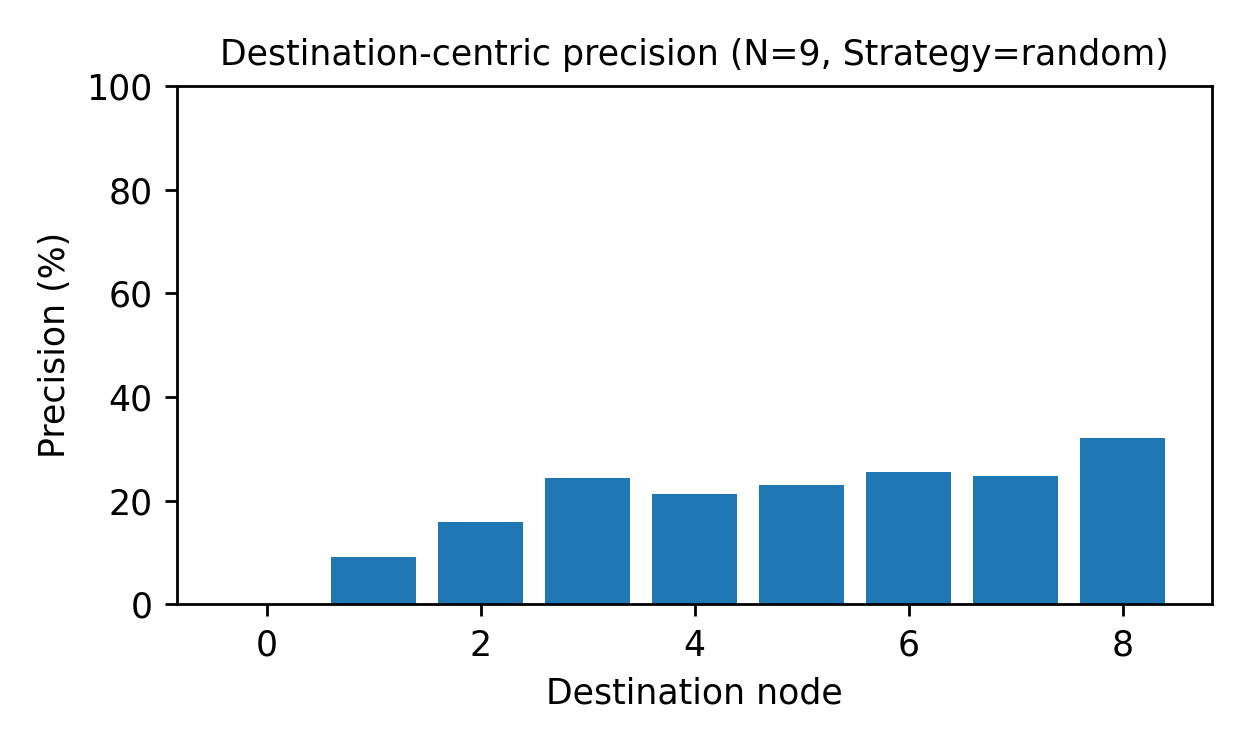 Destination-centric precision (N=9, Strategy=random)
100
80
60
40
20
0
Precision (%)
0 2 4 6 8
Destination node